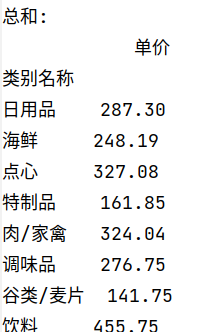 总和:
单价
类别名称
日用品 287.30
海鲜 248.19
点心 327.08
特制品 161.85
肉/家禽 324.04
调味品 276.75
谷类/麦片 141.75
饮料 455.75